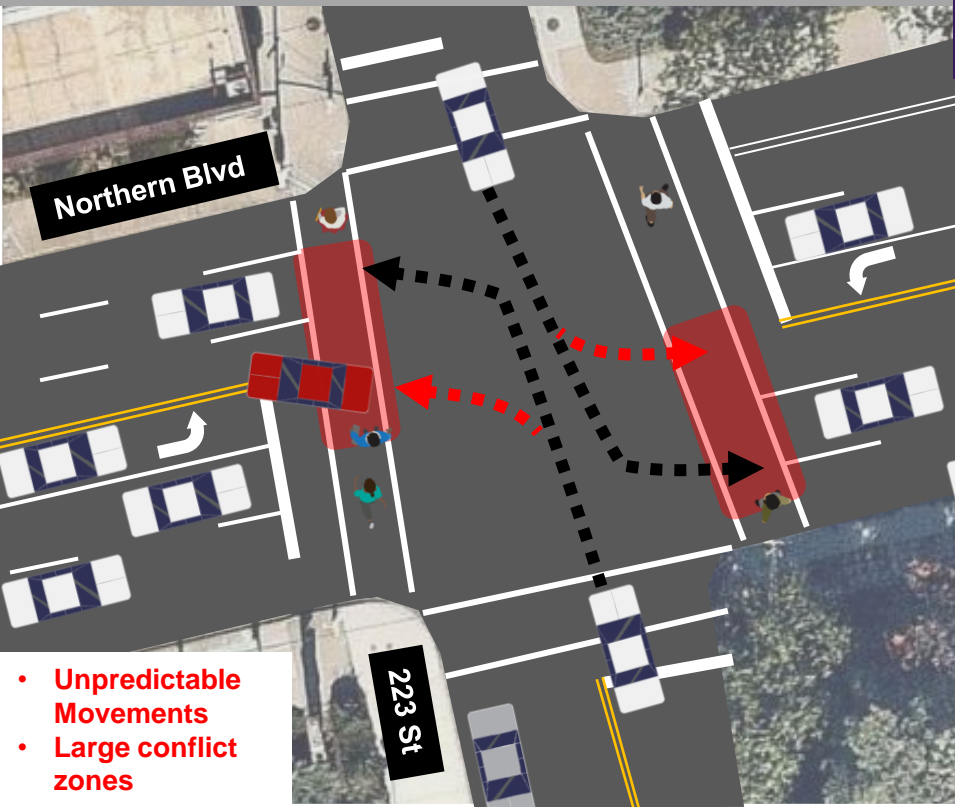 Northern Blvd
• Unpredictable
Movements
• Large conflict
zones
223 St